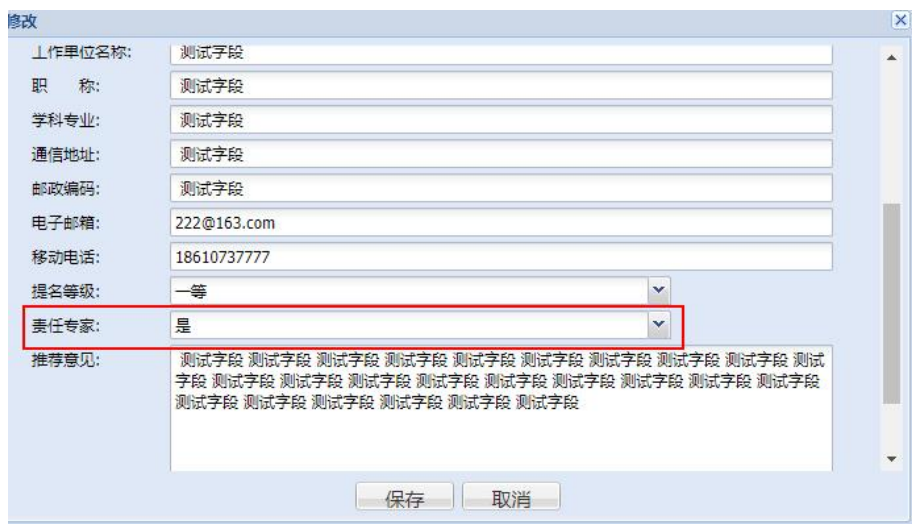 修改
工作单位名称: 测试字段
职 称: 测试字段
学科专业: 测试字段
通信地址: 测试字段
邮政编码: 测试字段
电子邮箱: 222@163.com
移动电话: 18610737777
提名等级: 一等
责任专家: 是
推荐意见: 测试字段 测试字段 测试字段 测试字段 测试字段 测试字段 测试字段 测试字段 测试字段 测试
字段 测试字段 测试字段 测试字段 测试字段 测试字段 测试字段 测试字段 测试字段 测试字段
测试字段 测试字段 测试字段 测试字段 测试字段 测试字段
保存 取消